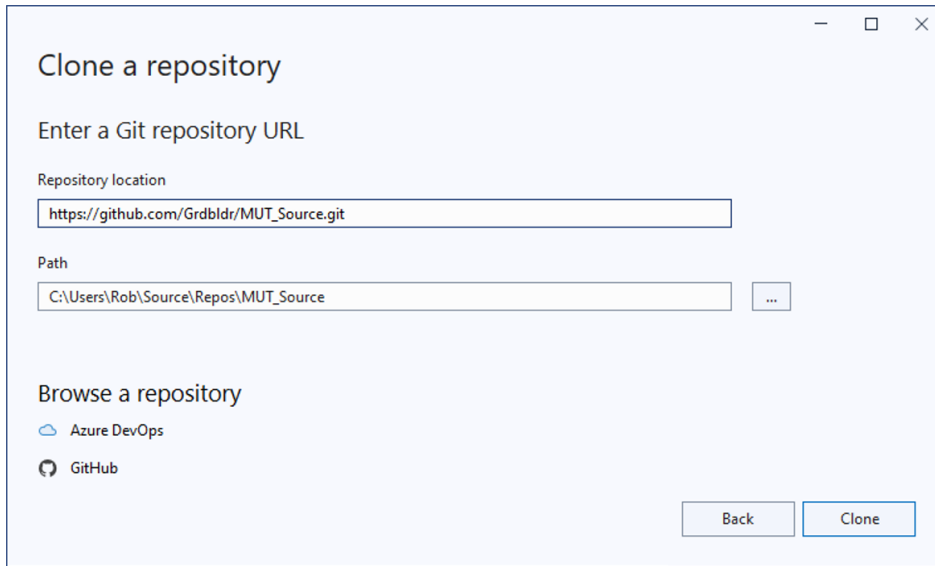 Clone a repository
Enter a Git repository URL
Repository location
https://github.com/Grdbldr/MUT_Source.git
Path
C:\Users\Rob\Source\Repos\MUT_Source
...
Browse a repository
Azure DevOps
GitHub
Back
Clone